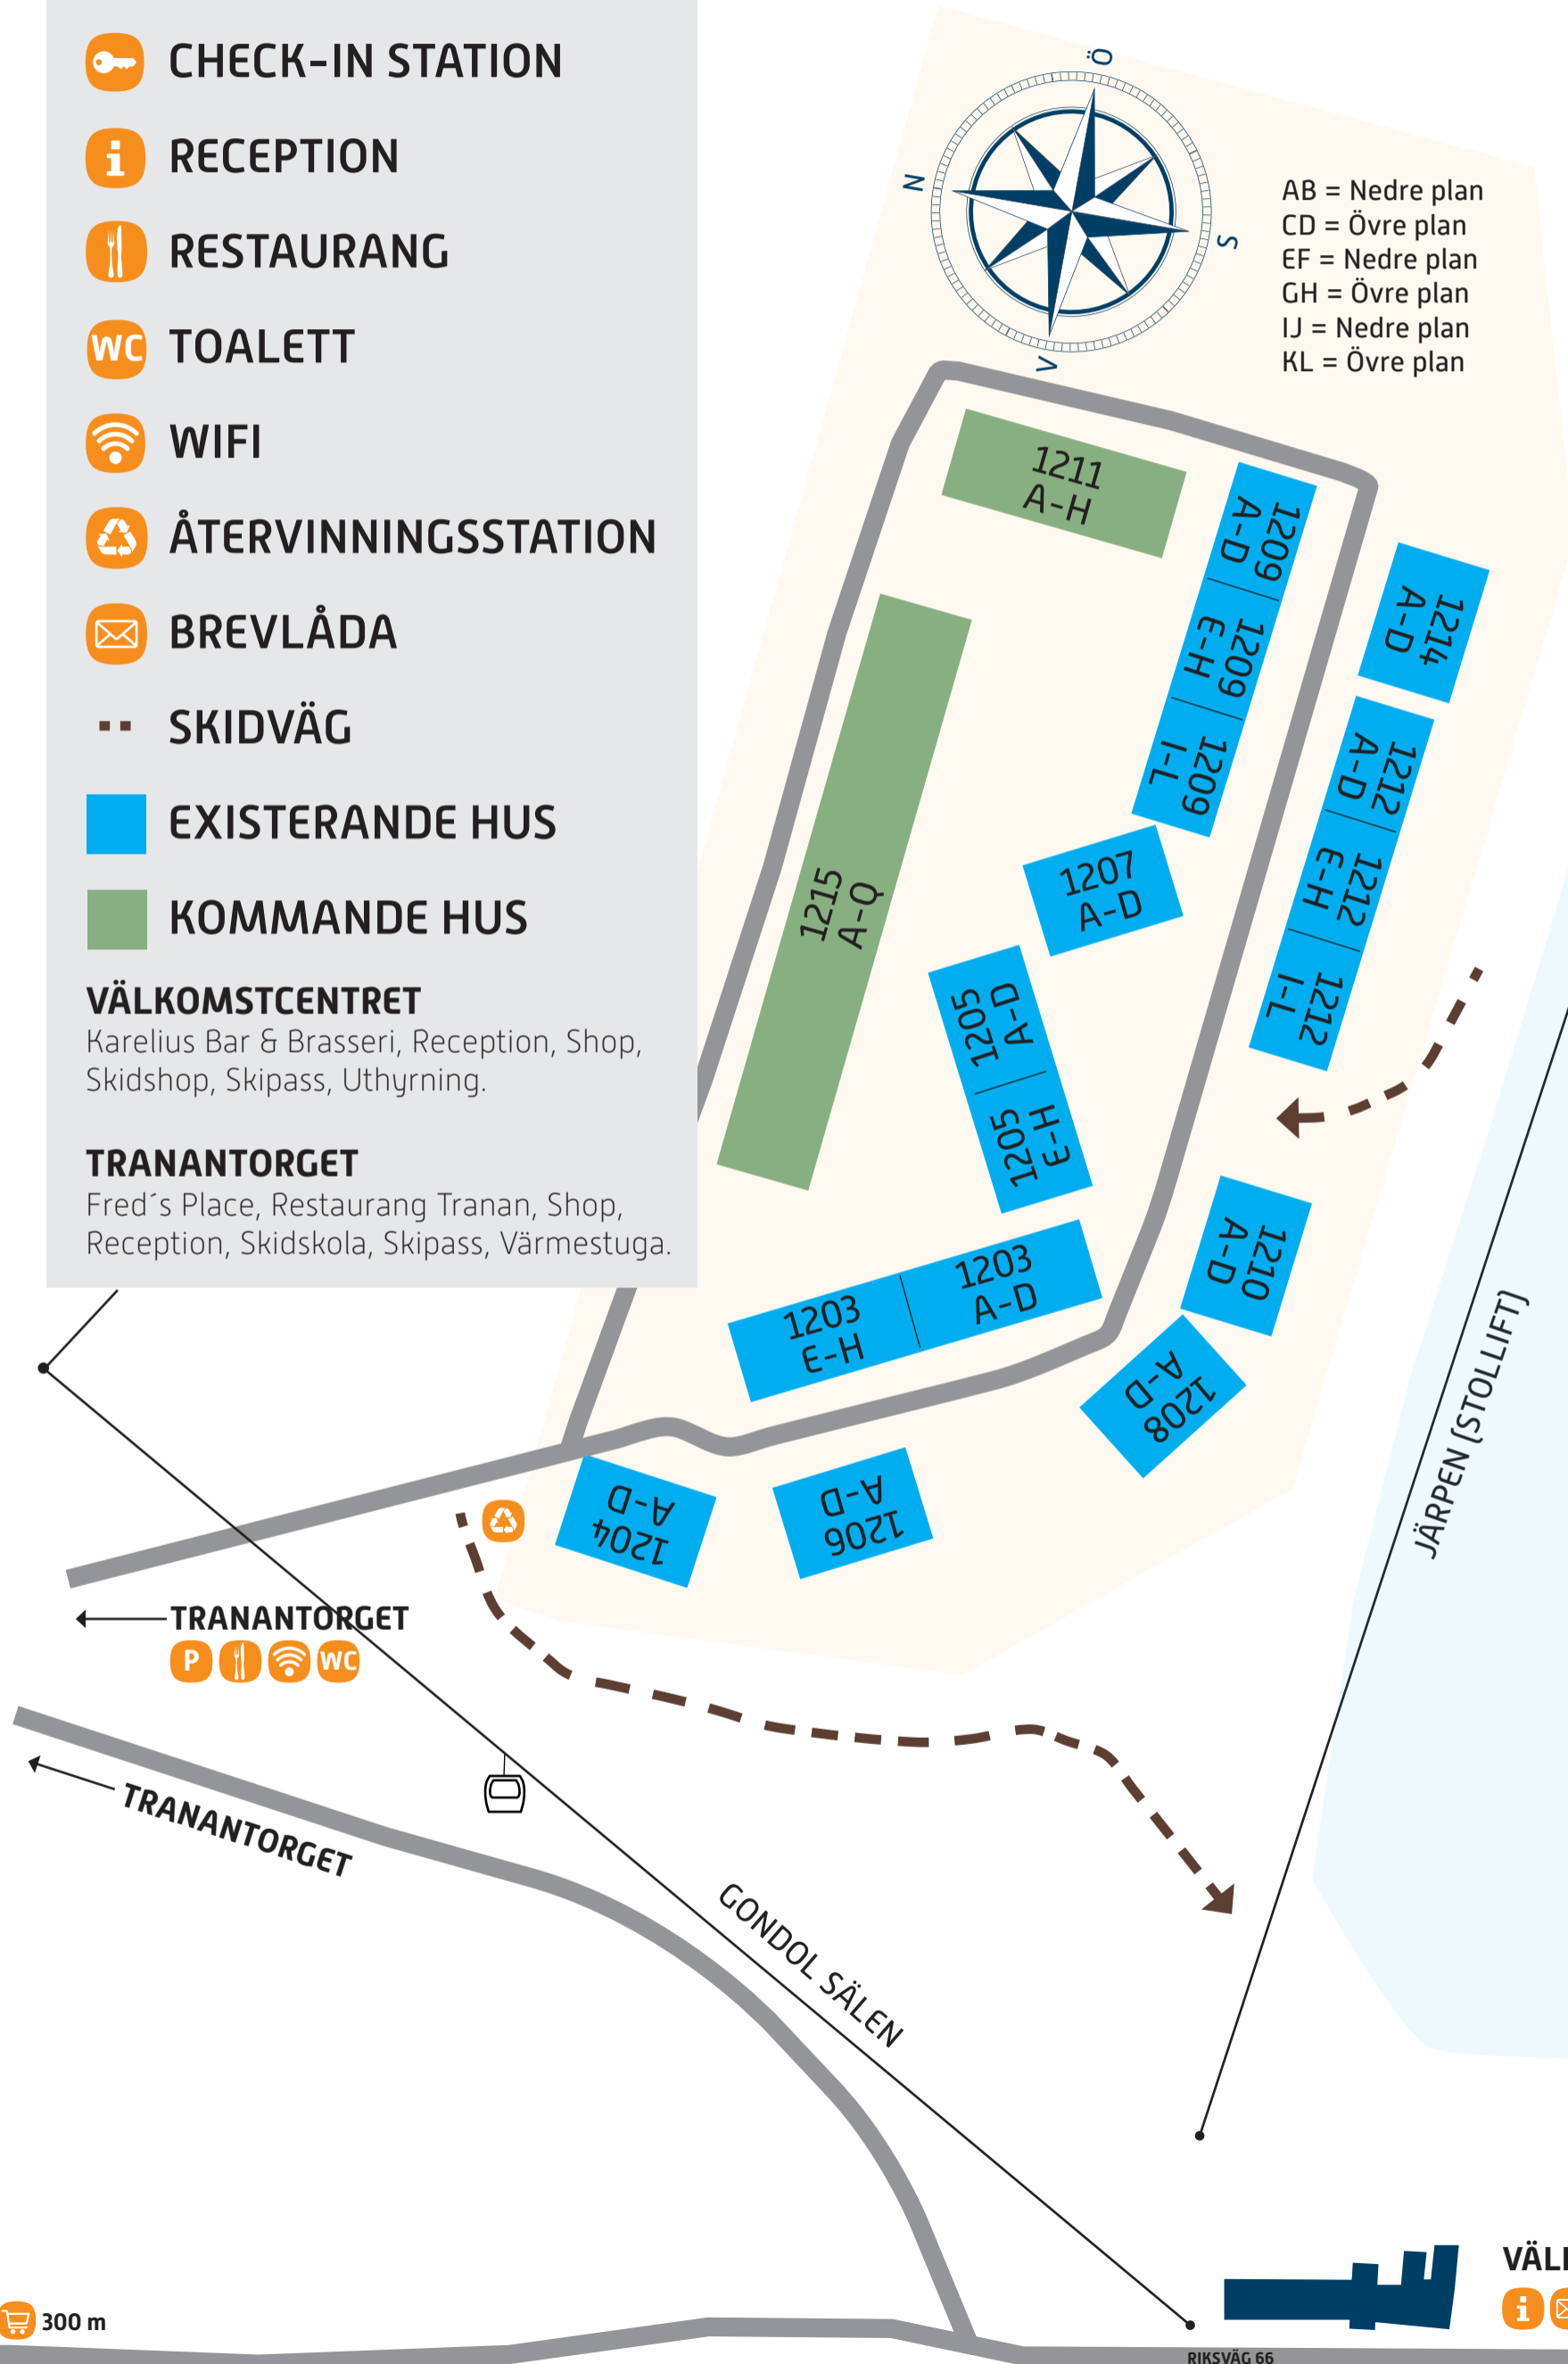 CHECK-IN STATION
RECEPTION
RESTAURANG
WC TOALETT
WIFI
ÅTERVINNINGSSTATION
BREVLÅDA
SKIDVÄG
EXISTERANDE HUS
KOMMANDE HUS
VÄLKOMSTCENTRET
Karelius Bar & Brasseri, Reception, Shop,
Skidshop, Skipass, Uthyrning.
TRANANTORGET
Fred´s Place, Restaurang Tranan, Shop,
Reception, Skidskola, Skipass, Värmestuga.
Ö
N
S
V
AB = Nedre plan
CD = Övre plan
EF = Nedre plan
GH = Övre plan
IJ = Nedre plan
KL = Övre plan
1211
A-H
1209
A-D
1209
E-H
1209
I-L
1214
A-D
1212
A-D
1212
E-H
1212
I-L
1215
A-Q
1207
A-D
1205
A-D
1205
E-H
1203
A-D
1203
E-H
1210
A-D
1208
A-D
1206
A-D
1204
A-D
JÄRPEN (STOLLIFT)
TRANANTORGET
P
WC
TRANANTORGET
GONDOL SÄLEN
300 m
RIKSVÄG 66
i